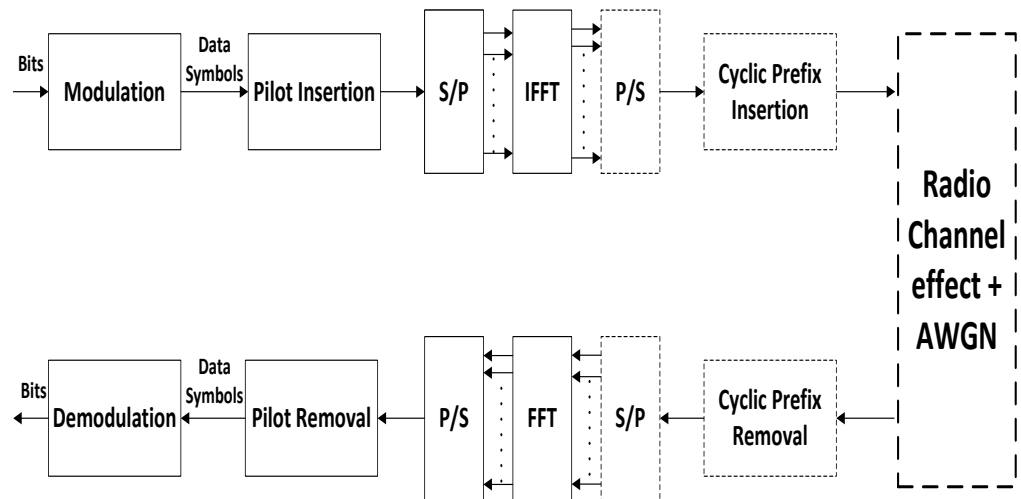 Bits
Modulation
Data
Symbols
Pilot Insertion
S/P
IFFT
P/S
Cyclic Prefix
Insertion
Radio
Channel
effect +
AWGN
Bits
Demodulation
Data
Symbols
Pilot Removal
P/S
FFT
S/P
Cyclic Prefix
Removal